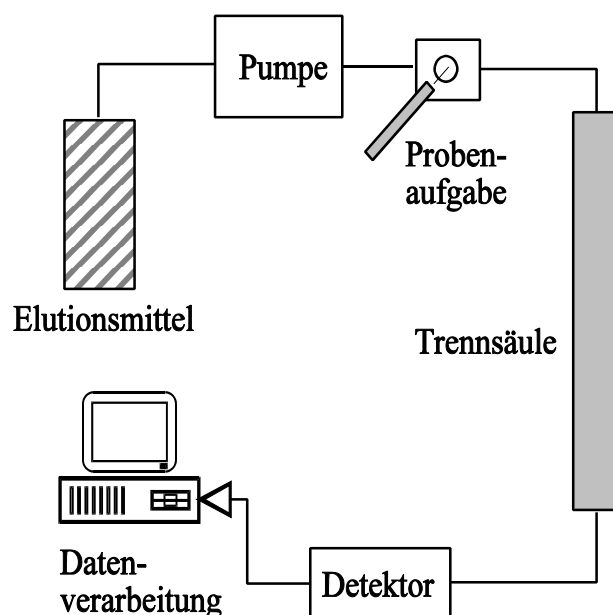 Pumpe
Proben-
aufgabe
Elutionsmittel
Trennsäule
Daten-
verarbeitung
Detektor